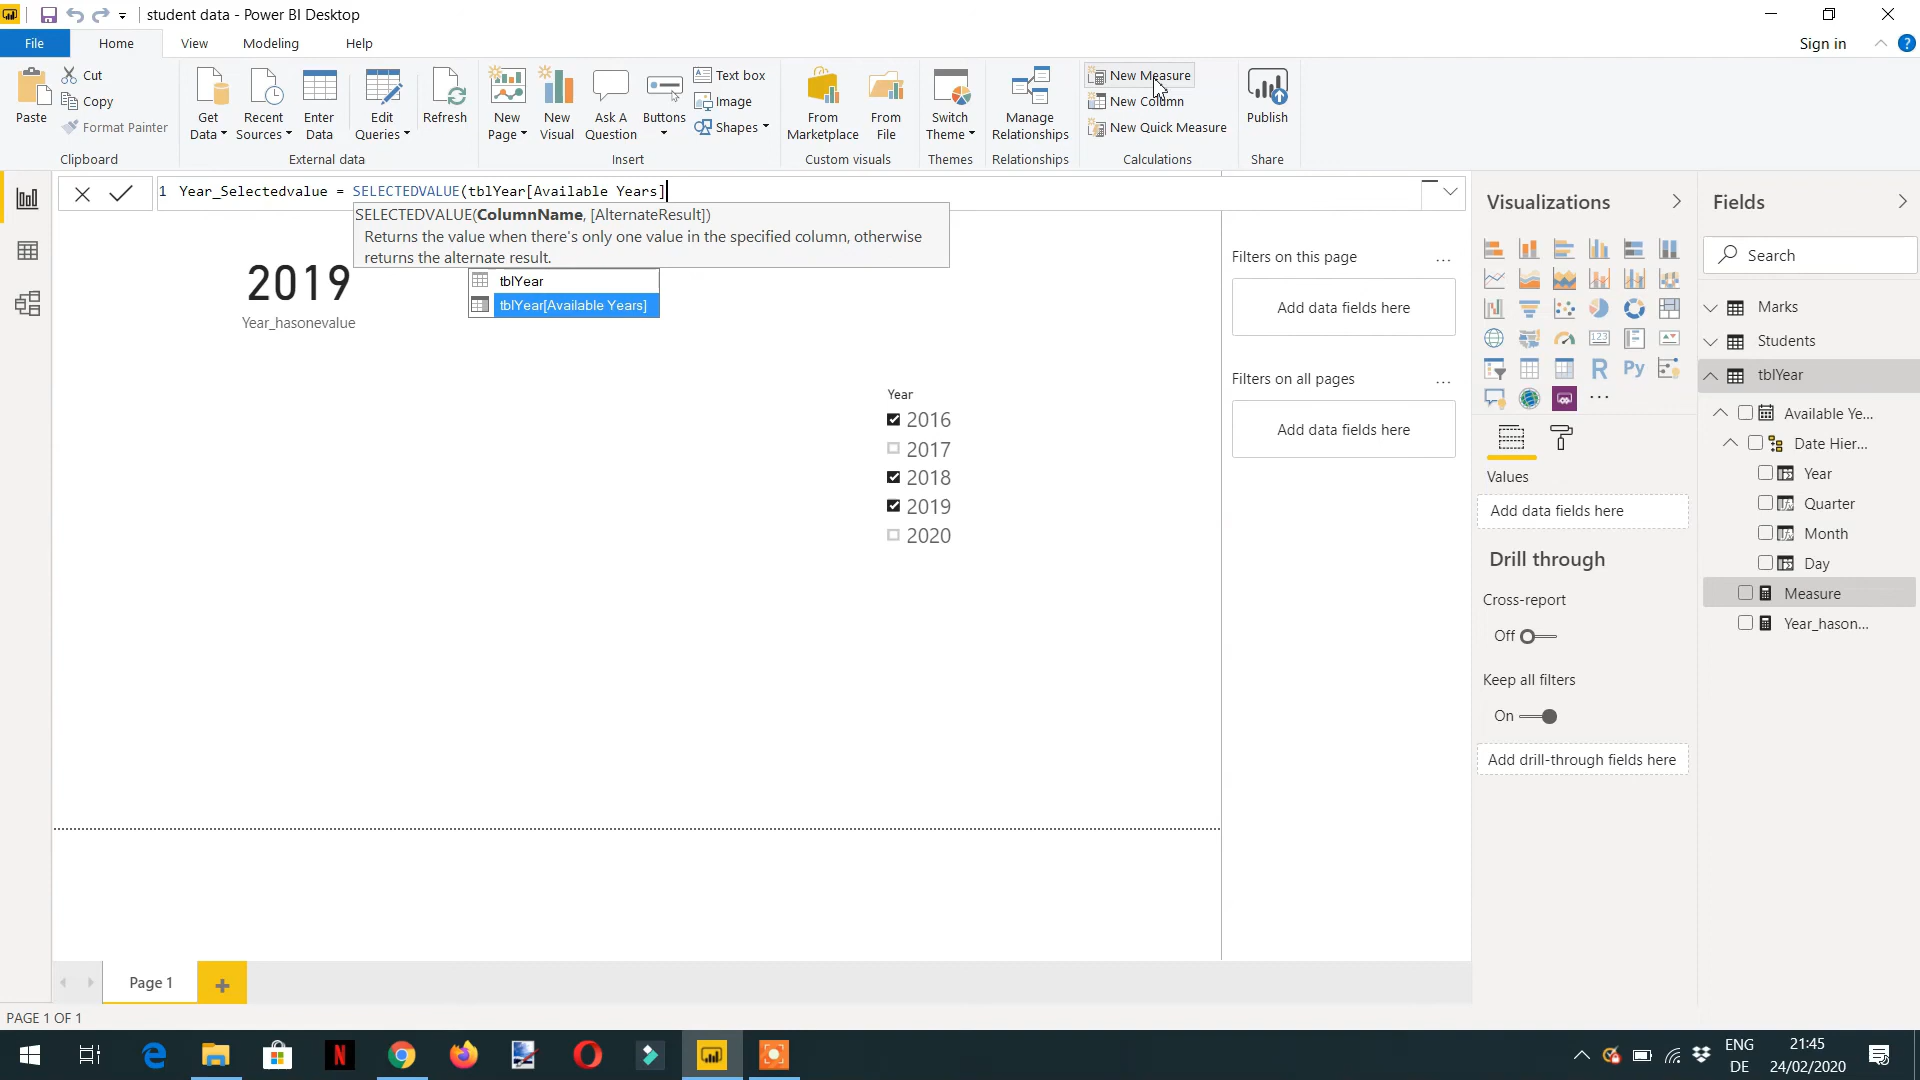 student data - Power BI Desktop
File
Home
View
Modeling
Help
Sign in
?
Paste
Cut
Copy
Format Painter
Clipboard
Get Data
Recent Sources
Enter Data
Edit Queries
Refresh
External data
New Page
New Visual
Ask A Question
Buttons
Text box
Image
Shapes
Insert
From Marketplace
From File
Custom visuals
Switch Theme
Themes
Manage Relationships
Relationships
New Measure
New Column
New Quick Measure
Calculations
Publish
Share
1 Year_Selectedvalue = SELECTEDVALUE(tblYear[Available Years]
SELECTEDVALUE(ColumnName, [AlternateResult])
Returns the value when there's only one value in the specified column, otherwise
returns the alternate result.
tblYear
tblYear[Available Years]
2019
Year_hasonevalue
Year
2016
2017
2018
2019
2020
Filters on this page
...
Add data fields here
Filters on all pages
...
Add data fields here
Visualizations
123
R
Py
...
Values
Add data fields here
Drill through
Cross-report
Off
Keep all filters
On
Add drill-through fields here
Fields
Search
Marks
Students
tblYear
Available Ye...
Date Hier...
Year
Quarter
Month
Day
Measure
Year_hason...
Page 1
+
PAGE 1 OF 1
N
ENG
DE
21:45
24/02/2020